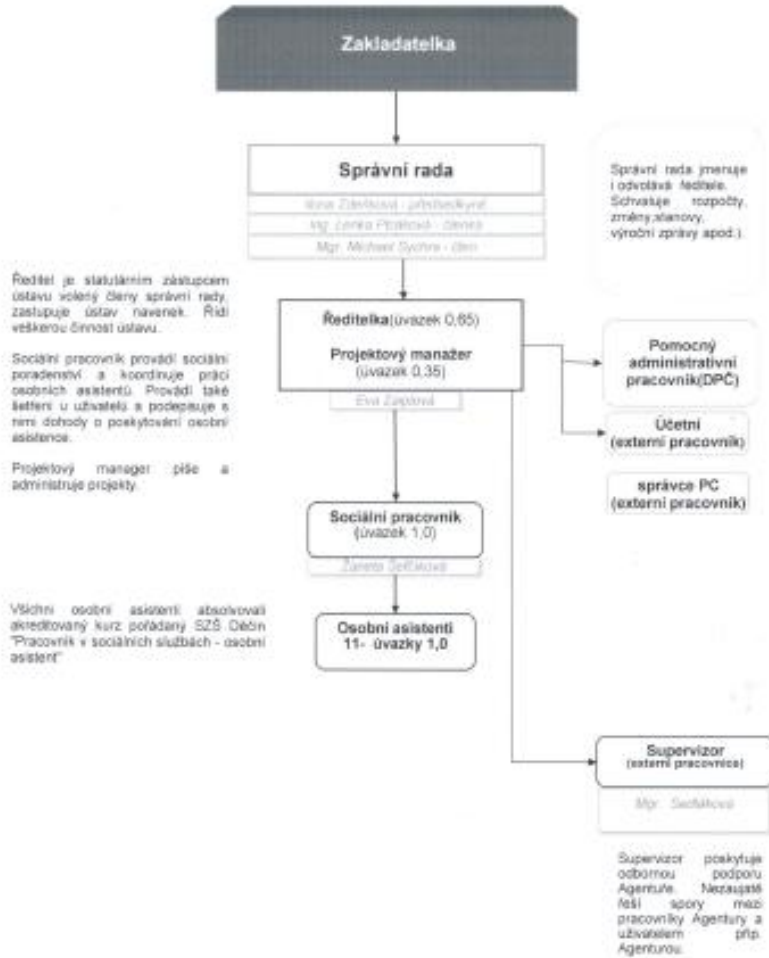 Zakladatelka
Správní rada
předsedkyně
Ing. Lenka - členka
Mgr. Michael Sychra - člen
Správní rada jmenuje
i odvolává ředitele.
Schvaluje rozpočty,
změny,stanovy,
výroční zprávy apod.).
Ředitel je statutárním zástupcem
ústavu volený členy správní rady,
zastupuje ústav navenek. Řídí
veškerou činnost ústavu.
Sociální pracovník provádí sociální
poradenství a koordinuje práci
osobních asistentů. Provádí také
šetření u uživatelů a podepisuje s
nimi dohody o poskytování osobní
asistence.
Projektový manager píše a
administruje projekty.
Ředitelka(úvazek 0,65)
Projektový manažer
(úvazek 0,35)
Eva
Pomocný
administrativní
pracovník(DPČ)
Účetní
(externí pracovník)
správce PC
(externí pracovník)
Sociální pracovník
(úvazek 1,0)
Žaneta
Všichni osobní asistenti absolvovali
akreditovaný kurz pořádaný SZŠ Děčín
"Pracovník v sociálních službách - osobní
asistent"
Osobní asistenti
11- úvazky 1,0
Supervizor
(externí pracovnice)
Mgr. Sedláková
Supervizor poskytuje
odbornou podporu
Agentuře. Nezaujatě
řeší spory mezi
pracovníky Agentury a
uživatelem příp.
Agenturou.